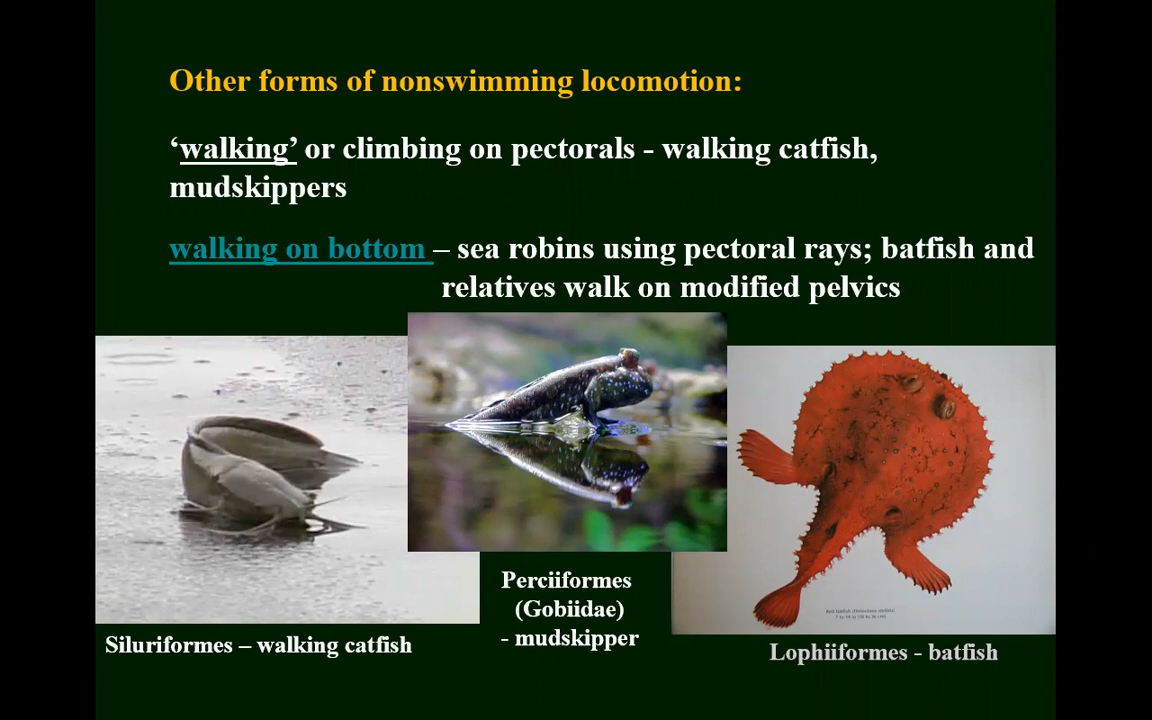 Other forms of nonswimming locomotion:
‘walking’ or climbing on pectorals - walking catfish,
mudskippers
walking on bottom – sea robins using pectoral rays; batfish and
relatives walk on modified pelvics
Perciiformes
(Gobiidae)
- mudskipper
Siluriformes – walking catfish
Lophiiformes - batfish